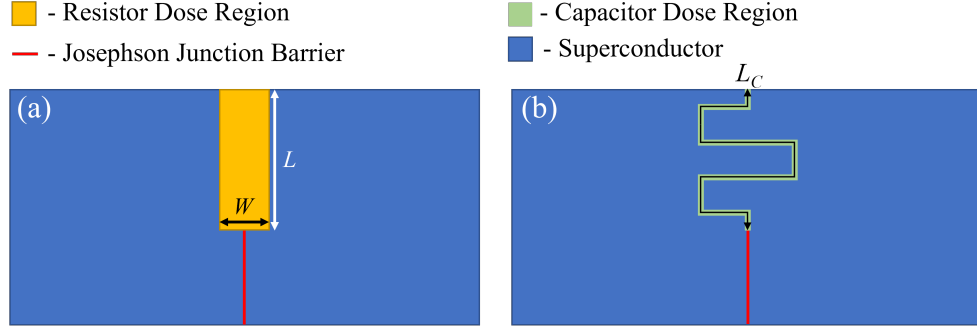 - Resistor Dose Region
- Josephson Junction Barrier
- Capacitor Dose Region
- Superconductor
(a)
L
W
(b)
L_C